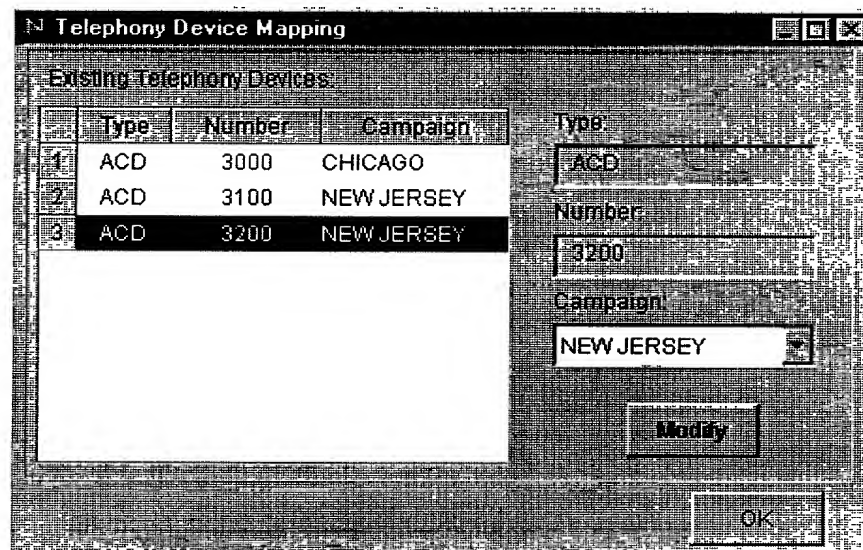 Telephony Device Mapping
Existing Telephony Devices:
Type Number Campaign
1 ACD 3000 CHICAGO
2 ACD 3100 NEW JERSEY
3 ACD 3200 NEW JERSEY
Type:
ACD
Number:
3200
Campaign:
NEW JERSEY
Modify
OK